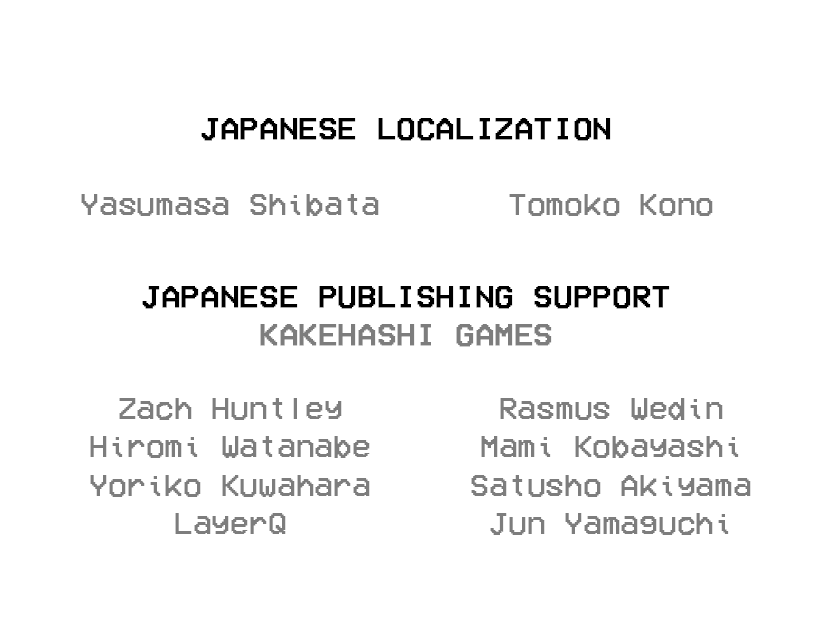 JAPANESE LOCALIZATION
Yasumasa Shibata Tomoko Kono
JAPANESE PUBLISHING SUPPORT
KAKEHASHI GAMES
Zach Huntley Rasmus Wedin
Hiromi Watanabe Mami Kobayashi
Yoriko Kuwahara Satusho Akiyama
LayerQ Jun Yamaguchi